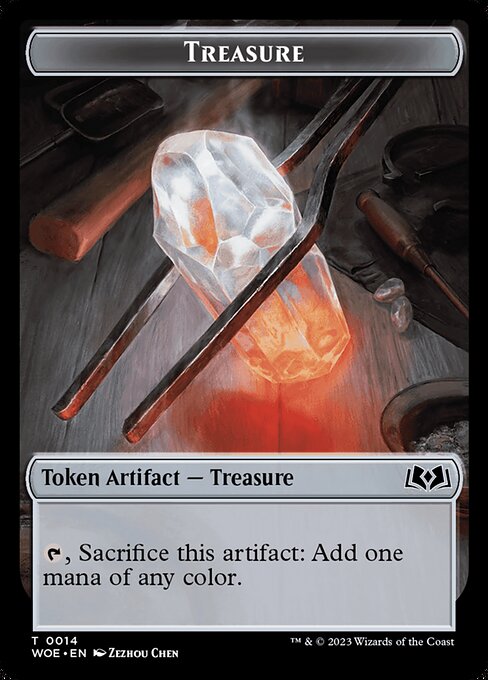 Treasure
Token Artifact — Treasure
, Sacrifice this artifact: Add one
mana of any color.
T 0014
WOE • EN Zezhou Chen
™ & © 2023 Wizards of the Coast